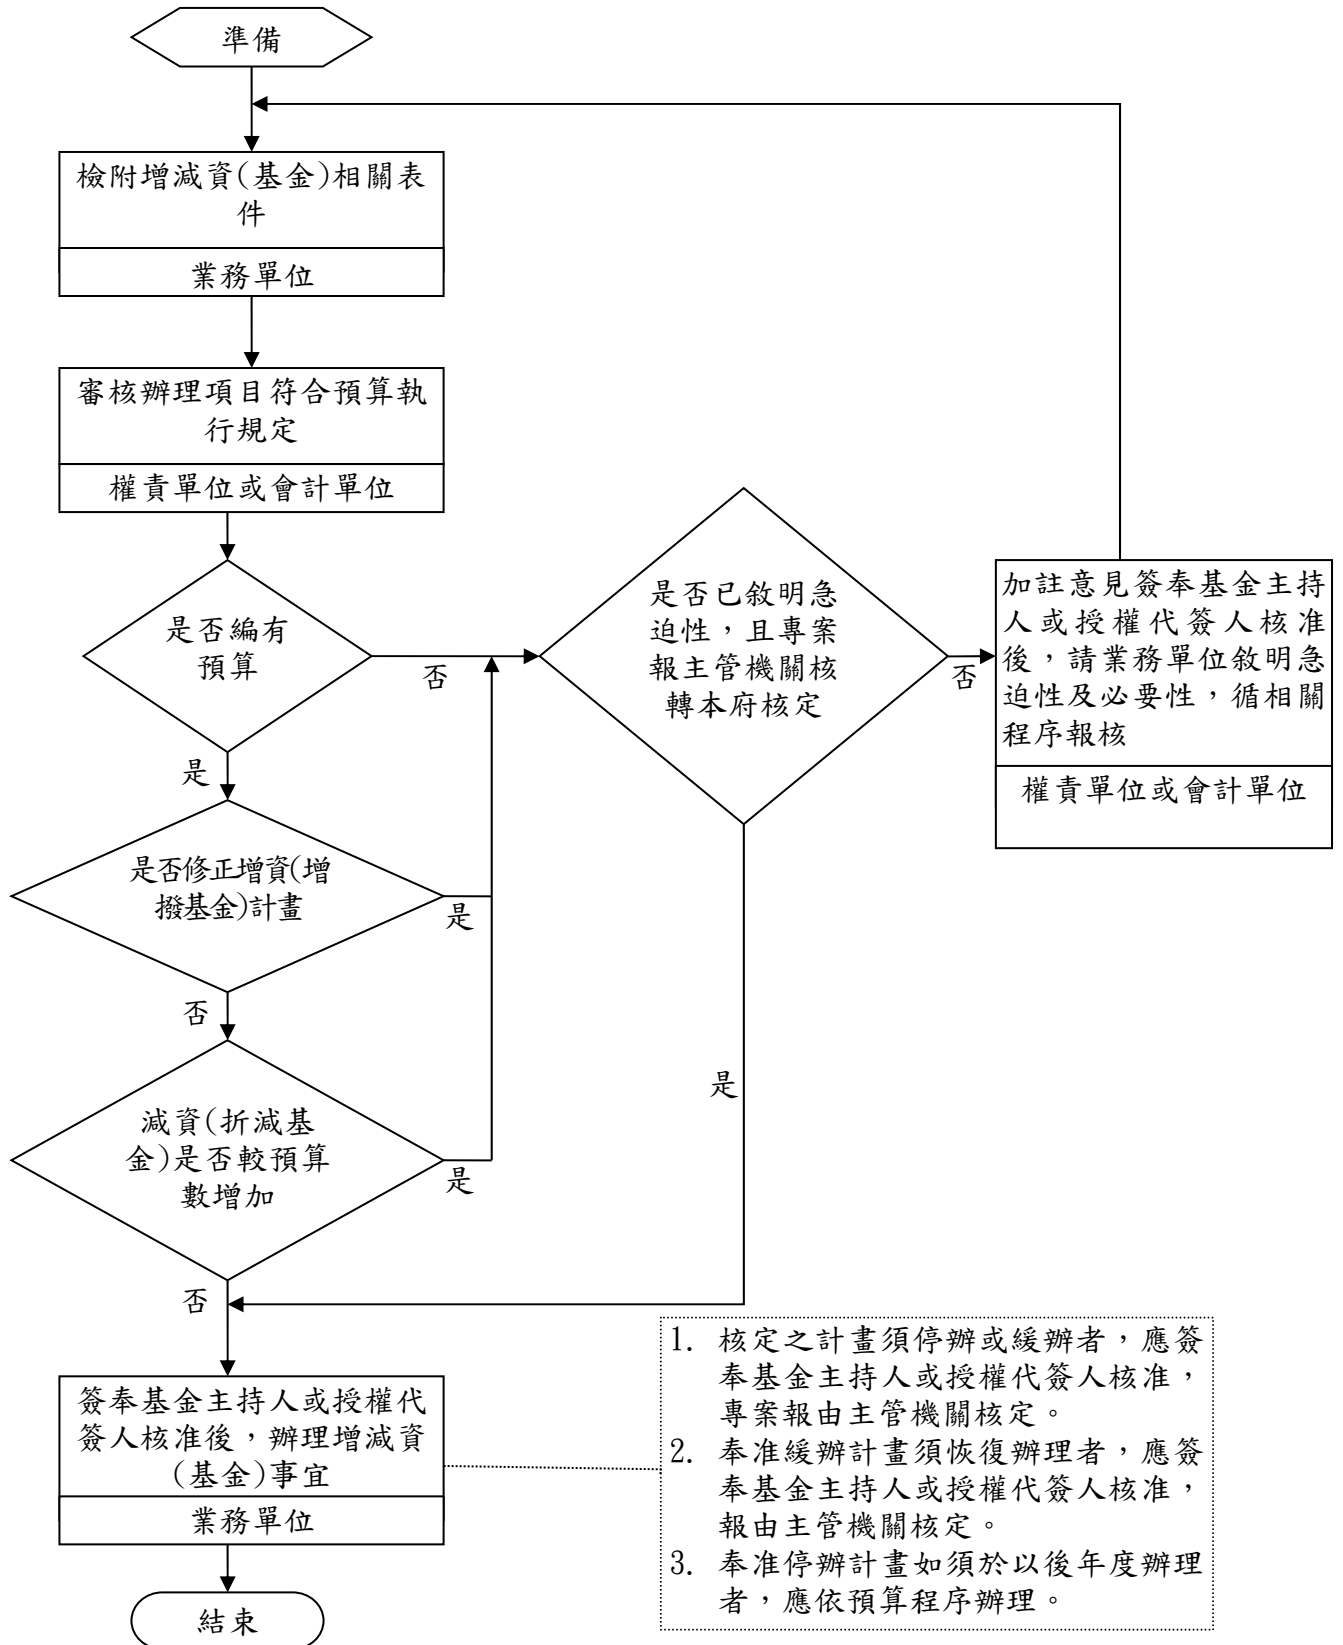 準備
檢附增減資(基金)相關表
件
業務單位
審核辦理項目符合預算執
行規定
權責單位或會計單位
是否編有
預算
否
是
是否已敘明急
迫性，且專案
報主管機關核
轉本府核定
否
是
加註意見簽奉基金主持
人或授權代簽人核准
後，請業務單位敘明急
迫性及必要性，循相關
程序報核
權責單位或會計單位
是否修正增資(增
撥基金)計畫
是
否
減資(折減基
金)是否較預算
數增加
是
否
簽奉基金主持人或授權代
簽人核准後，辦理增減資
(基金)事宜
業務單位
結束
1. 核定之計畫須停辦或緩辦者，應簽
奉基金主持人或授權代簽人核准，
專案報由主管機關核定。
2. 奉准緩辦計畫須恢復辦理者，應簽
奉基金主持人或授權代簽人核准，
報由主管機關核定。
3. 奉准停辦計畫如須於以後年度辦理
者，應依預算程序辦理。